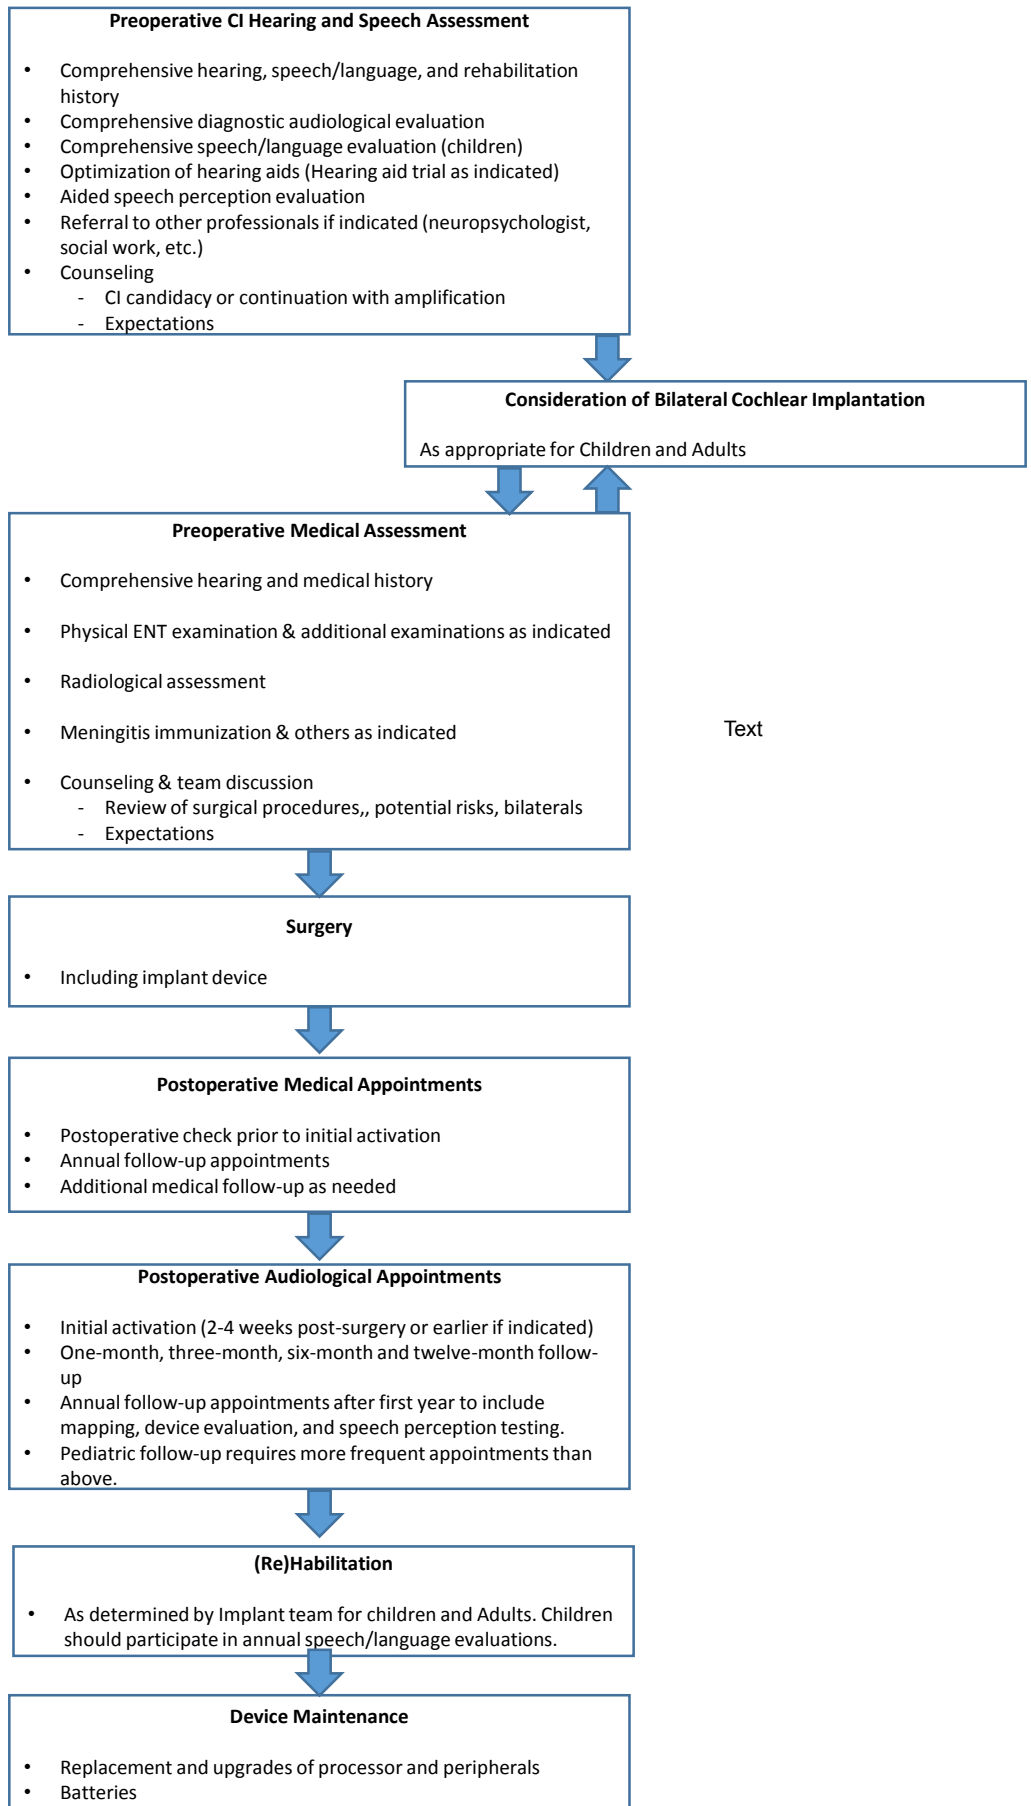 Preoperative CI Hearing and Speech Assessment
• Comprehensive hearing, speech/language, and rehabilitation
history
• Comprehensive diagnostic audiological evaluation
• Comprehensive speech/language evaluation (children)
• Optimization of hearing aids (Hearing aid trial as indicated)
• Aided speech perception evaluation
• Referral to other professionals if indicated (neuropsychologist,
social work, etc.)
• Counseling
- CI candidacy or continuation with amplification
- Expectations
Consideration of Bilateral Cochlear Implantation
As appropriate for Children and Adults
Preoperative Medical Assessment
• Comprehensive hearing and medical history
• Physical ENT examination & additional examinations as indicated
• Radiological assessment
• Meningitis immunization & others as indicated
Text
• Counseling & team discussion
- Review of surgical procedures,, potential risks, bilaterals
- Expectations
Surgery
• Including implant device
Postoperative Medical Appointments
• Postoperative check prior to initial activation
• Annual follow-up appointments
• Additional medical follow-up as needed
Postoperative Audiological Appointments
• Initial activation (2-4 weeks post-surgery or earlier if indicated)
• One-month, three-month, six-month and twelve-month follow-
up
• Annual follow-up appointments after first year to include
mapping, device evaluation, and speech perception testing.
• Pediatric follow-up requires more frequent appointments than
above.
(Re)Habilitation
• As determined by Implant team for children and Adults. Children
should participate in annual speech/language evaluations.
Device Maintenance
• Replacement and upgrades of processor and peripherals
• Batteries